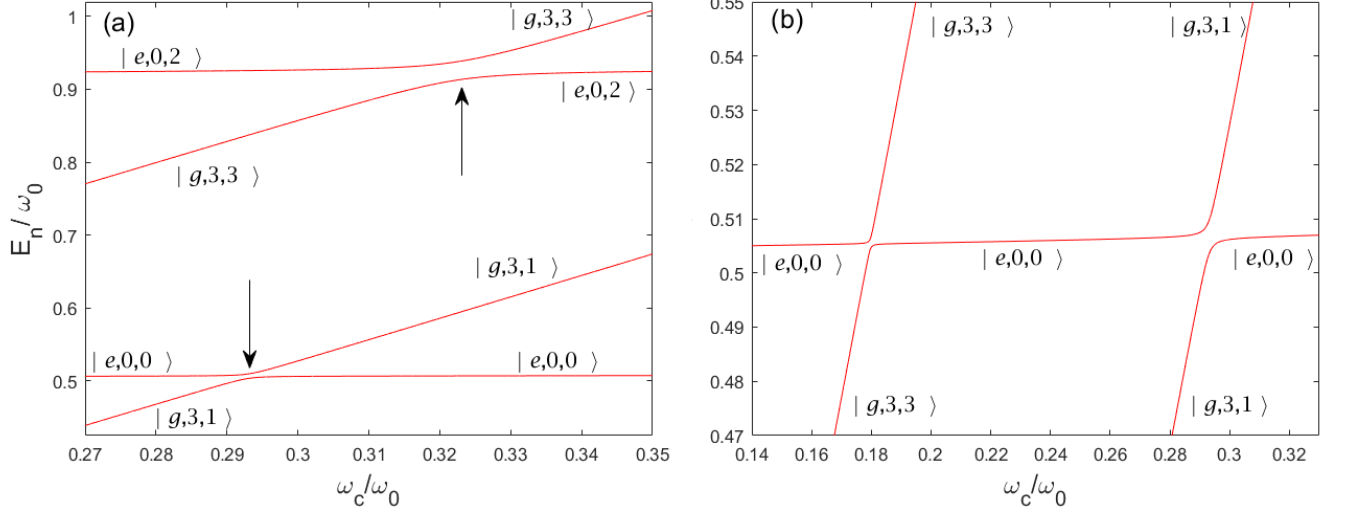 (a)
| g,3,3 ⟩
| e,0,2 ⟩
| e,0,2 ⟩
| g,3,3 ⟩
| g,3,1 ⟩
| e,0,0 ⟩
| e,0,0 ⟩
| g,3,1 ⟩
1
0.9
0.8
0.7
0.6
0.5
0.27 0.28 0.29 0.3 0.31 0.32 0.33 0.34 0.35
E_n/ω_0
ω_c/ω_0
(b)
| g,3,3 ⟩
| g,3,1 ⟩
| e,0,0 ⟩
| e,0,0 ⟩
| e,0,0 ⟩
| g,3,3 ⟩
| g,3,1 ⟩
0.55
0.54
0.53
0.52
0.51
0.5
0.49
0.48
0.47
0.14 0.16 0.18 0.2 0.22 0.24 0.26 0.28 0.3 0.32
ω_c/ω_0